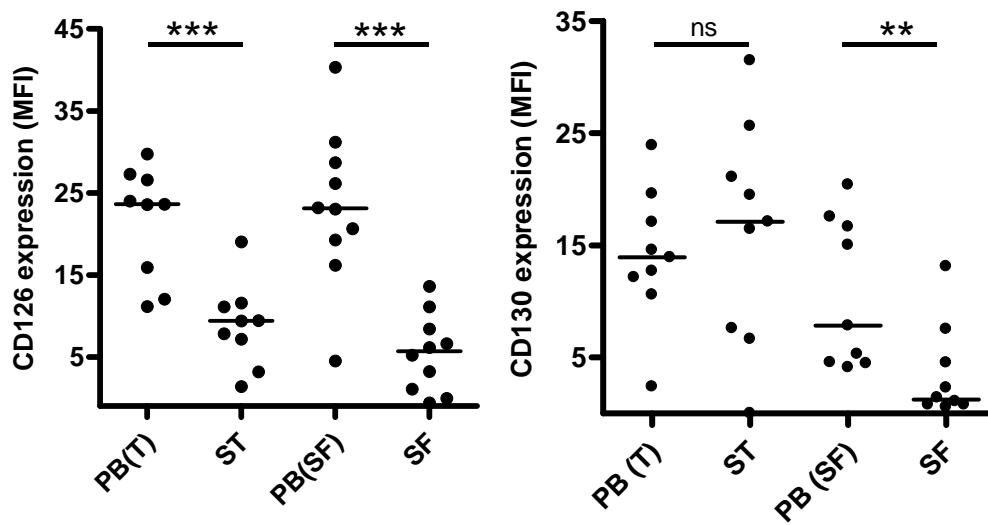 CD126 expression (MFI)
45
35
25
15
5
***
***
PB(T)
ST
PB(SF)
SF
CD130 expression (MFI)
35
25
15
5
ns
**
PB (T)
ST
PB (SF)
SF